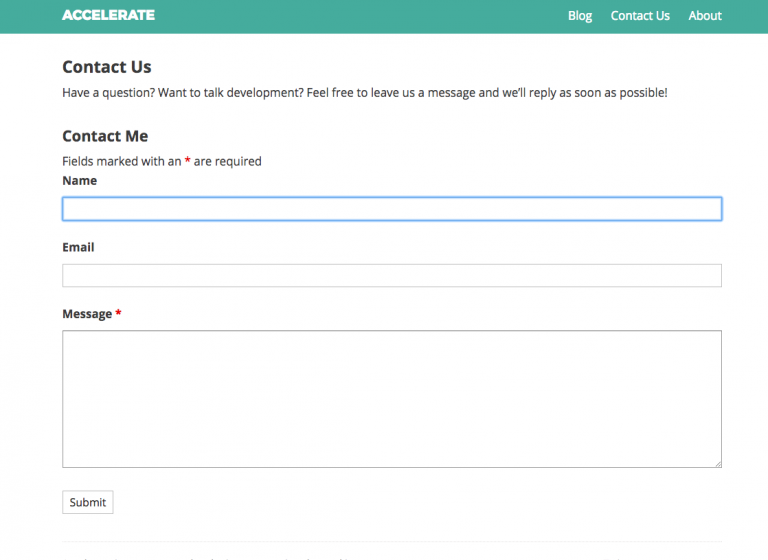 ACCELERATE
Blog Contact Us About
Contact Us
Have a question? Want to talk development? Feel free to leave us a message and we'll reply as soon as possible!
Contact Me
Fields marked with an * are required
Name
Email
Message *
Submit